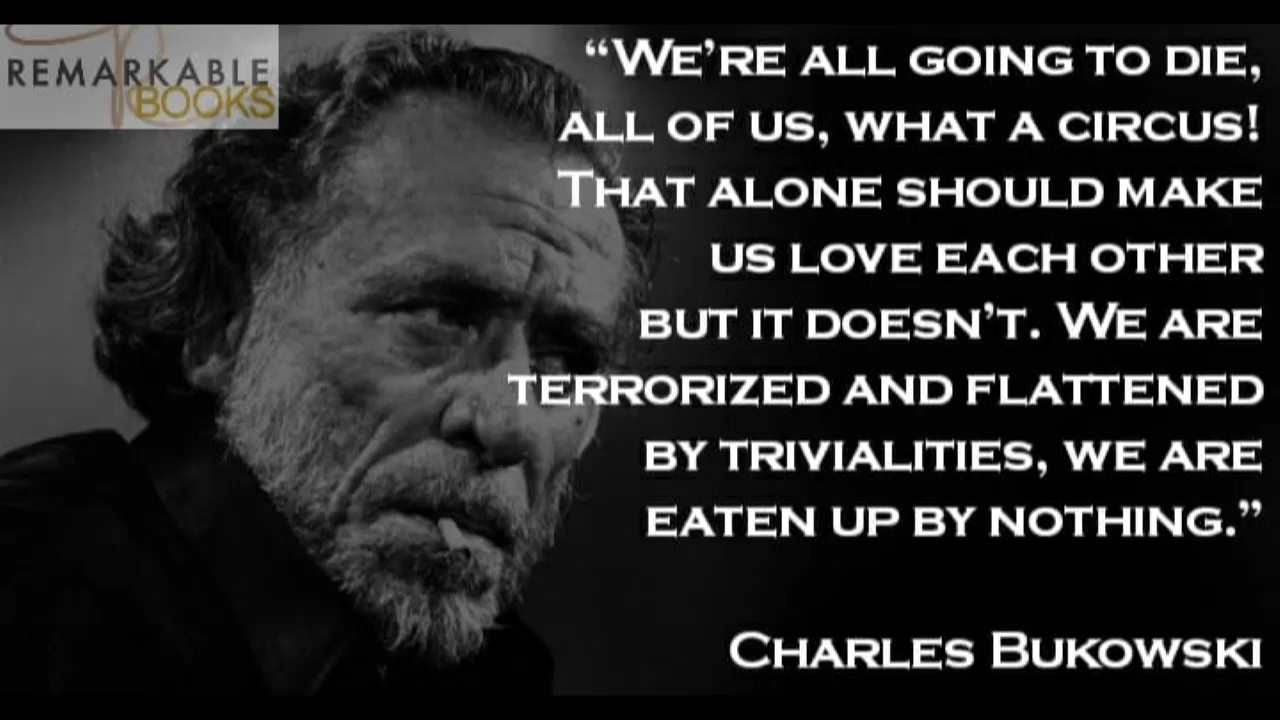 REMARKABLE
BOOKS
“WE’RE ALL GOING TO DIE,
ALL OF US, WHAT A CIRCUS!
THAT ALONE SHOULD MAKE
US LOVE EACH OTHER
BUT IT DOESN’T. WE ARE
TERRORIZED AND FLATTENED
BY TRIVIALITIES, WE ARE
EATEN UP BY NOTHING.”
CHARLES BUKOWSKI